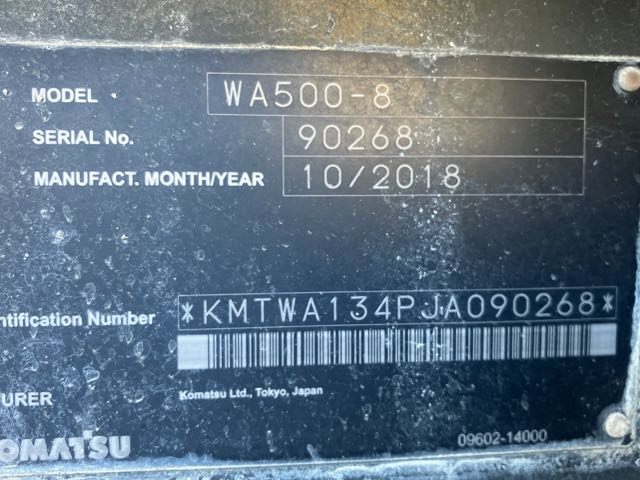 MODEL WA500-8
SERIAL No. 90268
MANUFACT. MONTH/YEAR 10/2018
ntification Number *KMTWA134PJA090268*
URER Komatsu Ltd., Tokyo, Japan
OMATSU 09602-14000